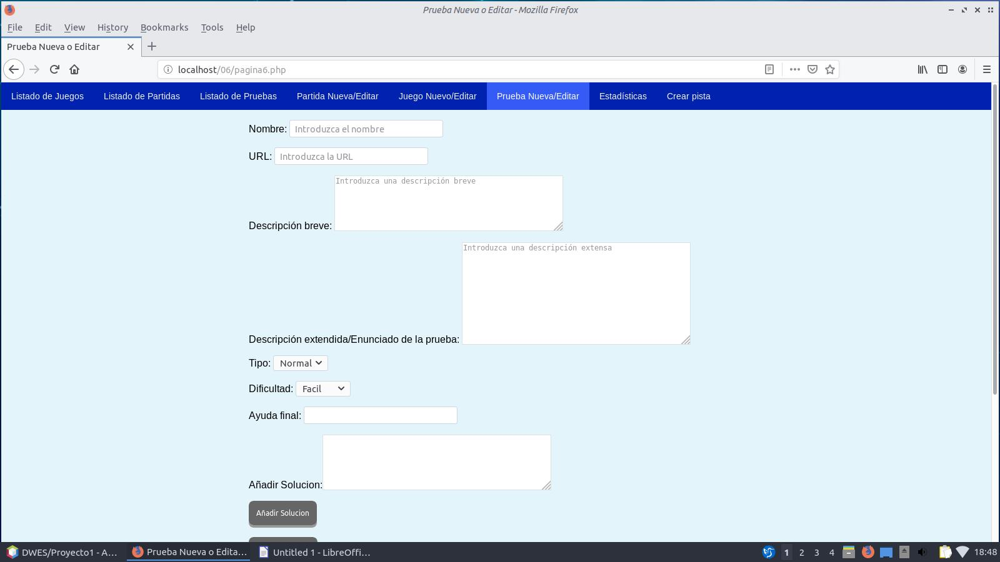 Prueba Nueva o Editar - Mozilla Firefox
File Edit View History Bookmarks Tools Help
Prueba Nueva o Editar
localhost/06/pagina6.php
Listado de Juegos Listado de Partidas Listado de Pruebas Partida Nueva/Editar Juego Nuevo/Editar Prueba Nueva/Editar Estadísticas Crear pista
Nombre: Introduzca el nombre
URL: Introduzca la URL
Introduzca una descripción breve
Descripción breve:
Introduzca una descripción extensa
Descripción extendida/Enunciado de la prueba:
Tipo: Normal
Dificultad: Facil
Ayuda final:
Añadir Solucion:
Añadir Solucion
DWES/Proyecto1 - A... Prueba Nueva o Edita... Untitled 1 - LibreOffi... 1 2 3 4 18:48